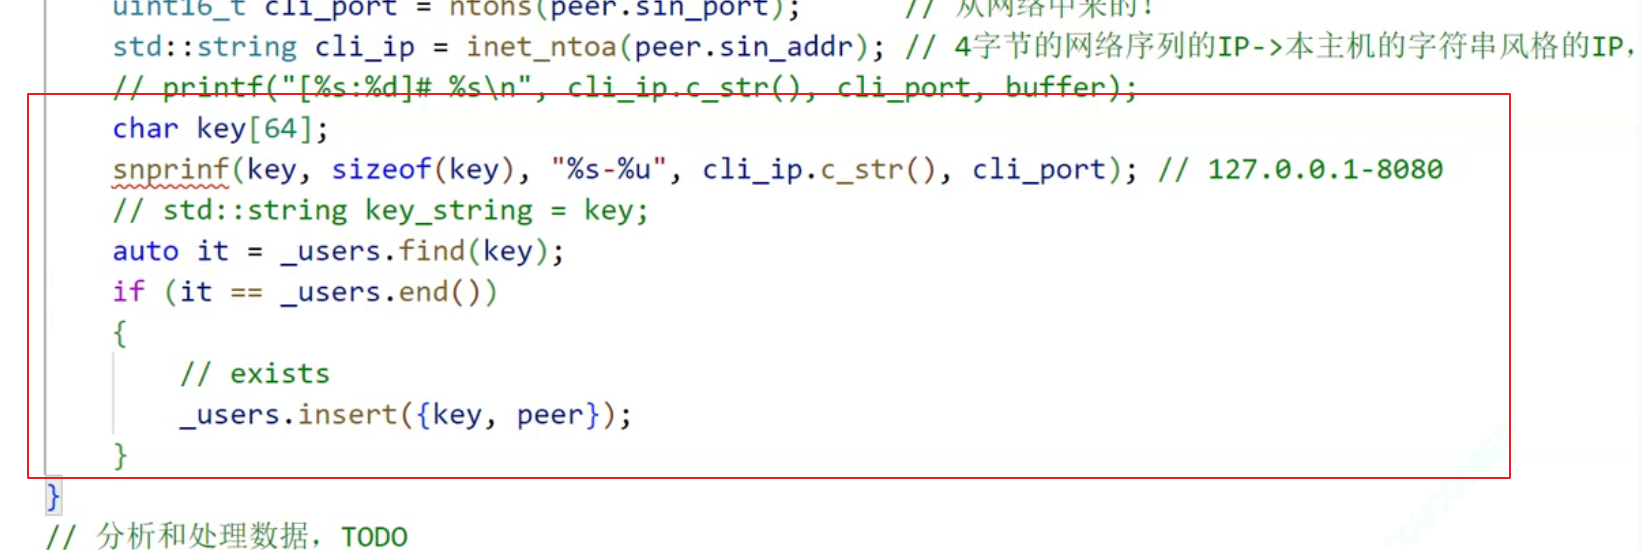 uint16_t cli_port = ntohs(peer.sin_port); // 从网络中来的！
std::string cli_ip = inet_ntoa(peer.sin_addr); // 4字节的网络序列的IP->本主机的字符串风格的IP,
// printf("[%s:%d]# %s\n", cli_ip.c_str(), cli_port, buffer);
char key[64];
snprinf(key, sizeof(key), "%s-%u", cli_ip.c_str(), cli_port); // 127.0.0.1-8080
// std::string key_string = key;
auto it = _users.find(key);
if (it == _users.end())
{
// exists
_users.insert({key, peer});
}
}
// 分析和处理数据，TODO